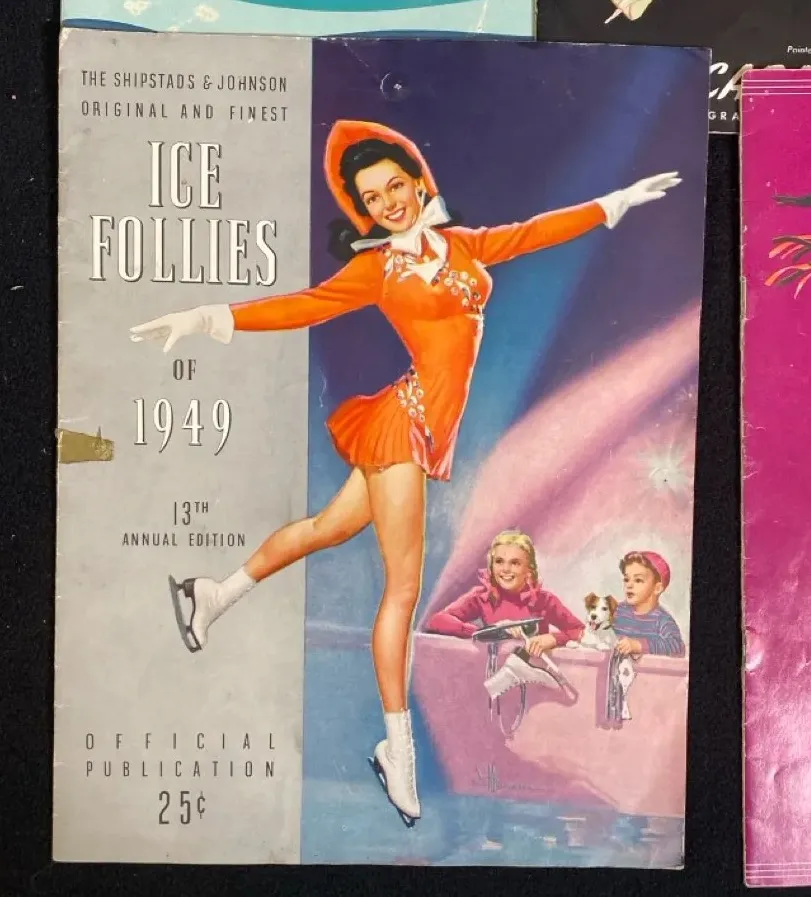 THE SHIPSTADS & JOHNSON
ORIGINAL AND FINEST
ICE
FOLLIES
OF
1949
13TH
ANNUAL EDITION
OFFICIAL
PUBLICATION
25¢